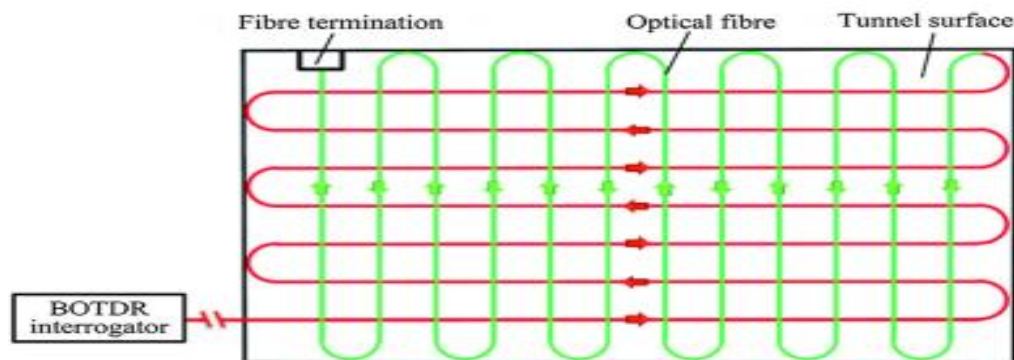 Fibre termination
Optical fibre
Tunnel surface
BOTDR
interrogator